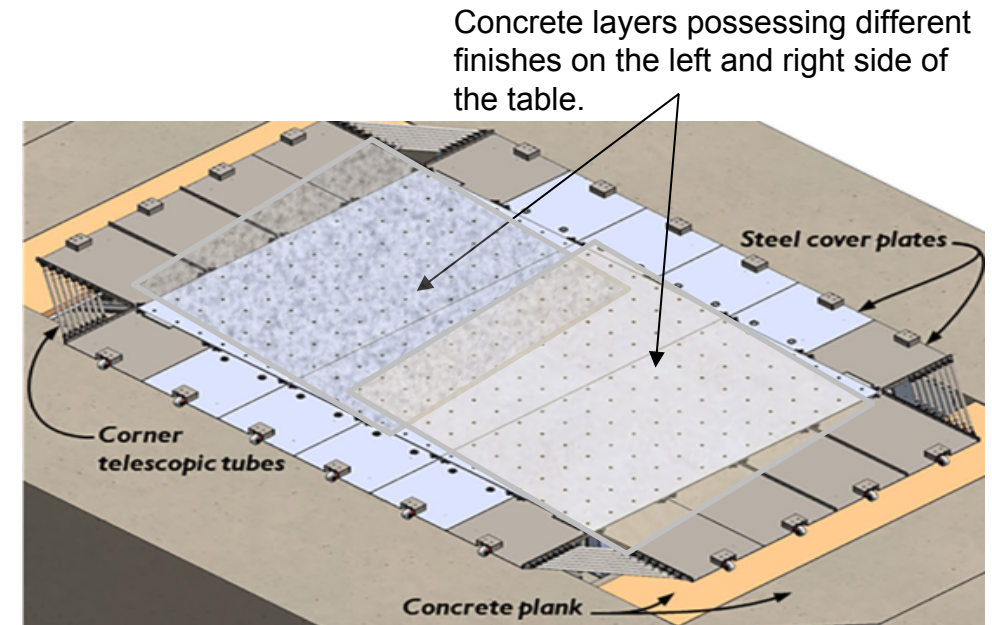 Concrete layers possessing different
finishes on the left and right side of
the table.
Steel cover plates
Corner
telescopic tubes
Concrete plank